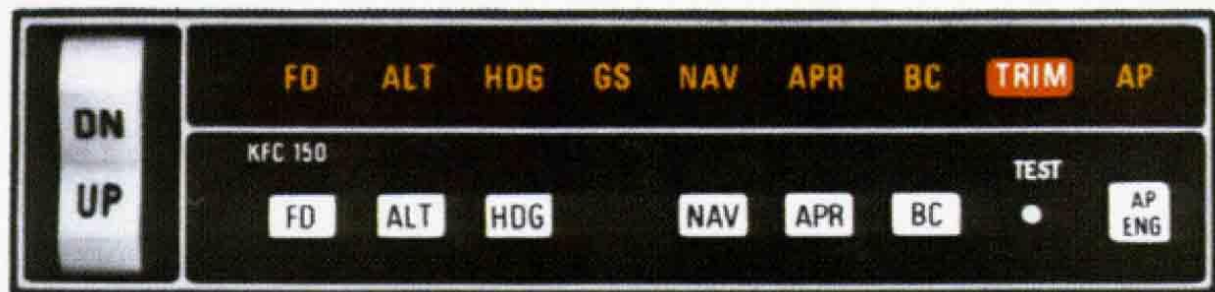 DN
UP
FD ALT HDG GS NAV APR BC TRIM AP
KFC 150
TEST
FD ALT HDG NAV APR BC AP
ENG